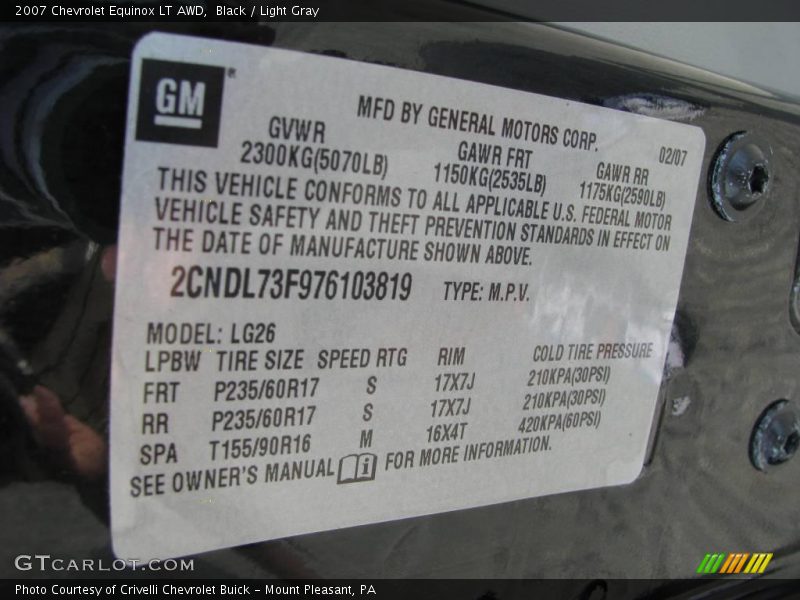 2007 Chevrolet Equinox LT AWD, Black / Light Gray
GM®
MFD BY GENERAL MOTORS CORP.
02/07
GVWR GAWR FRT GAWR RR
2300KG(5070LB) 1150KG(2535LB) 1175KG(2590LB)
THIS VEHICLE CONFORMS TO ALL APPLICABLE U.S. FEDERAL MOTOR
VEHICLE SAFETY AND THEFT PREVENTION STANDARDS IN EFFECT ON
THE DATE OF MANUFACTURE SHOWN ABOVE.
2CNDL73F976103819 TYPE: M.P.V.
MODEL: LG26
LPBW TIRE SIZE SPEED RTG RIM COLD TIRE PRESSURE
FRT P235/60R17 S 17X7J 210KPA(30PSI)
RR P235/60R17 S 17X7J 210KPA(30PSI)
SPA T155/90R16 M 16X4T 420KPA(60PSI)
SEE OWNER'S MANUAL i FOR MORE INFORMATION.
GTCARLOT.COM
Photo Courtesy of Crivelli Chevrolet Buick - Mount Pleasant, PA